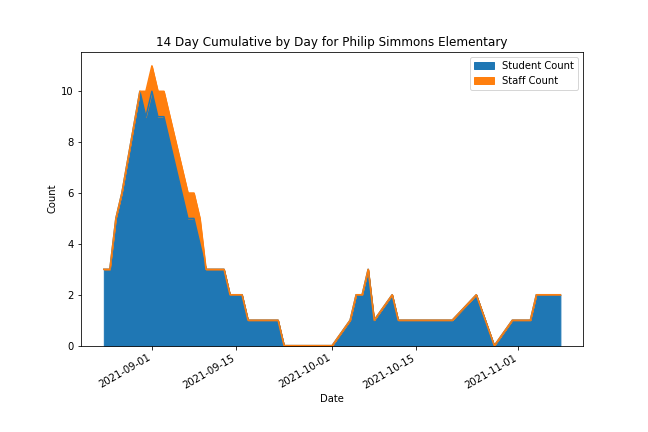 14 Day Cumulative by Day for Philip Simmons Elementary
Student Count
Staff Count
Count
10
8
6
4
2
0
2021-09-01
2021-09-15
2021-10-01
2021-10-15
2021-11-01
Date